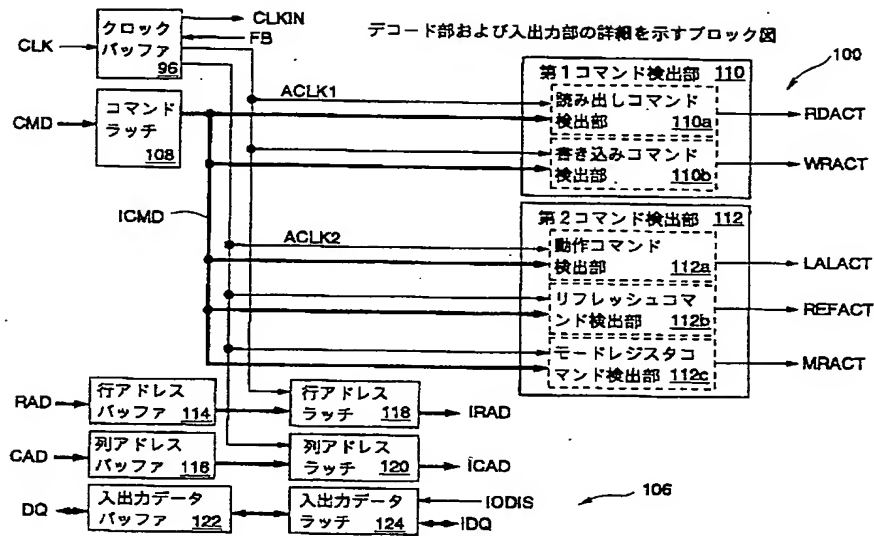 デコード部および入出力部の詳細を示すブロック図
100
CLK
クロック
バッファ
96
CLKIN
FB
CMD
コマンド
ラッチ
108
ICMD
ACLK1
第1コマンド検出部 110
読み出しコマンド
検出部 110a
RDACT
書き込みコマンド
検出部 110b
WRACT
ACLK2
第2コマンド検出部 112
動作コマンド
検出部 112a
LALACT
リフレッシュコマ
ンド検出部 112b
REFACT
モードレジスタコ
マンド検出部 112c
MRACT
RAD
行アドレス
バッファ 114
行アドレス
ラッチ 118
IRAD
CAD
列アドレス
バッファ 116
列アドレス
ラッチ 120
ICAD
DQ
入出力データ
バッファ 122
入出力データ
ラッチ 124
IODIS
IDQ
106